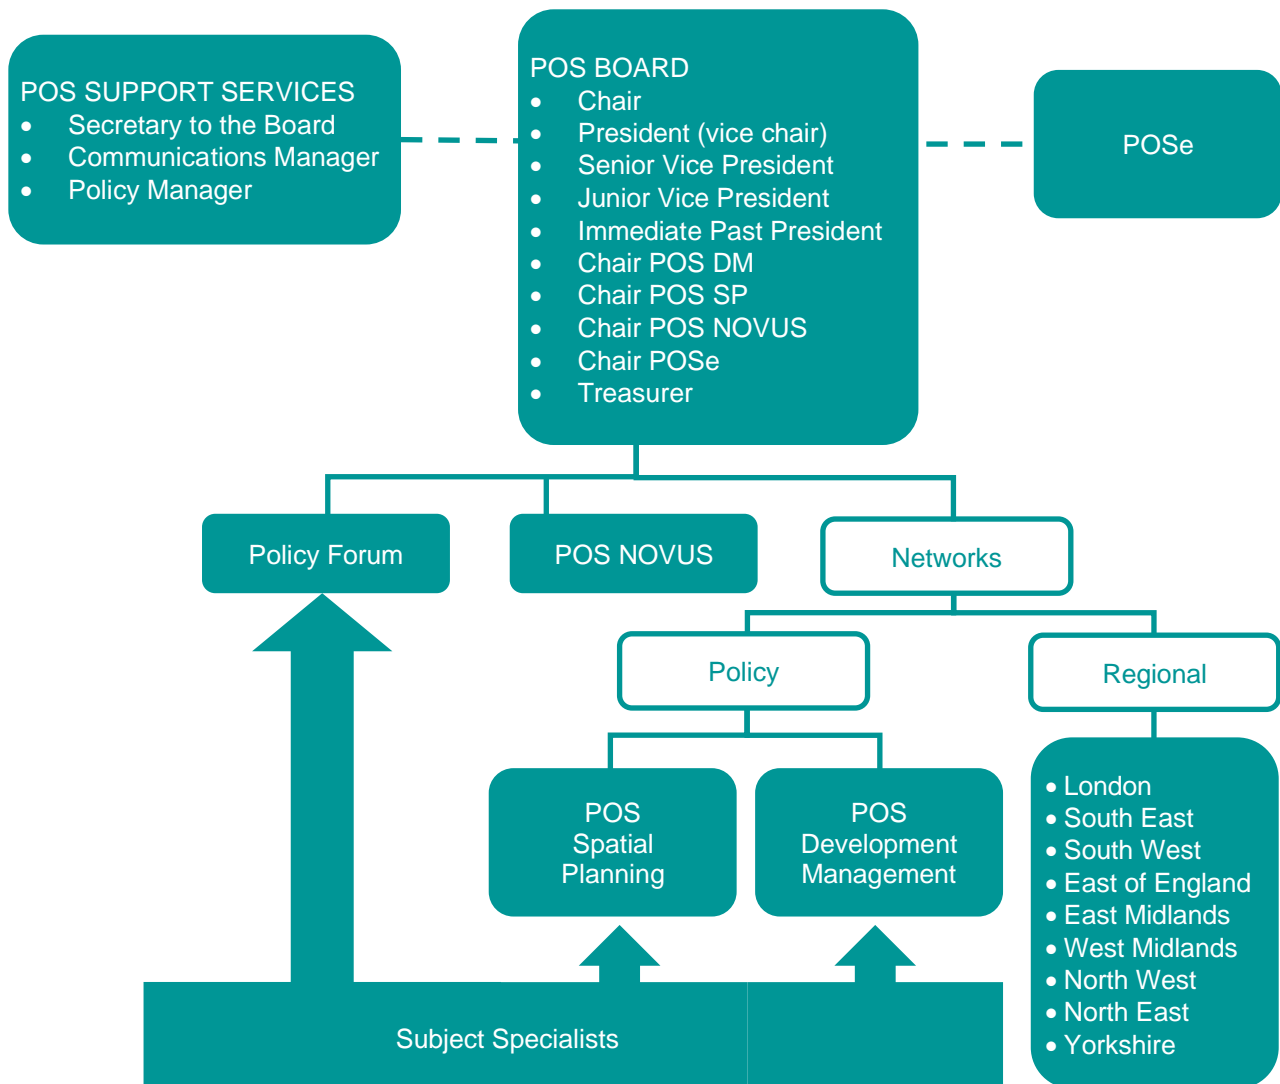 POS SUPPORT SERVICES
• Secretary to the Board
• Communications Manager
• Policy Manager
POS BOARD
• Chair
• President (vice chair)
• Senior Vice President
• Junior Vice President
• Immediate Past President
• Chair POS DM
• Chair POS SP
• Chair POS NOVUS
• Chair POSe
• Treasurer
POSe
Policy Forum
POS NOVUS
Networks
Policy
Regional
POS
Spatial
Planning
POS
Development
Management
• London
• South East
• South West
• East of England
• East Midlands
• West Midlands
• North West
• North East
• Yorkshire
Subject Specialists